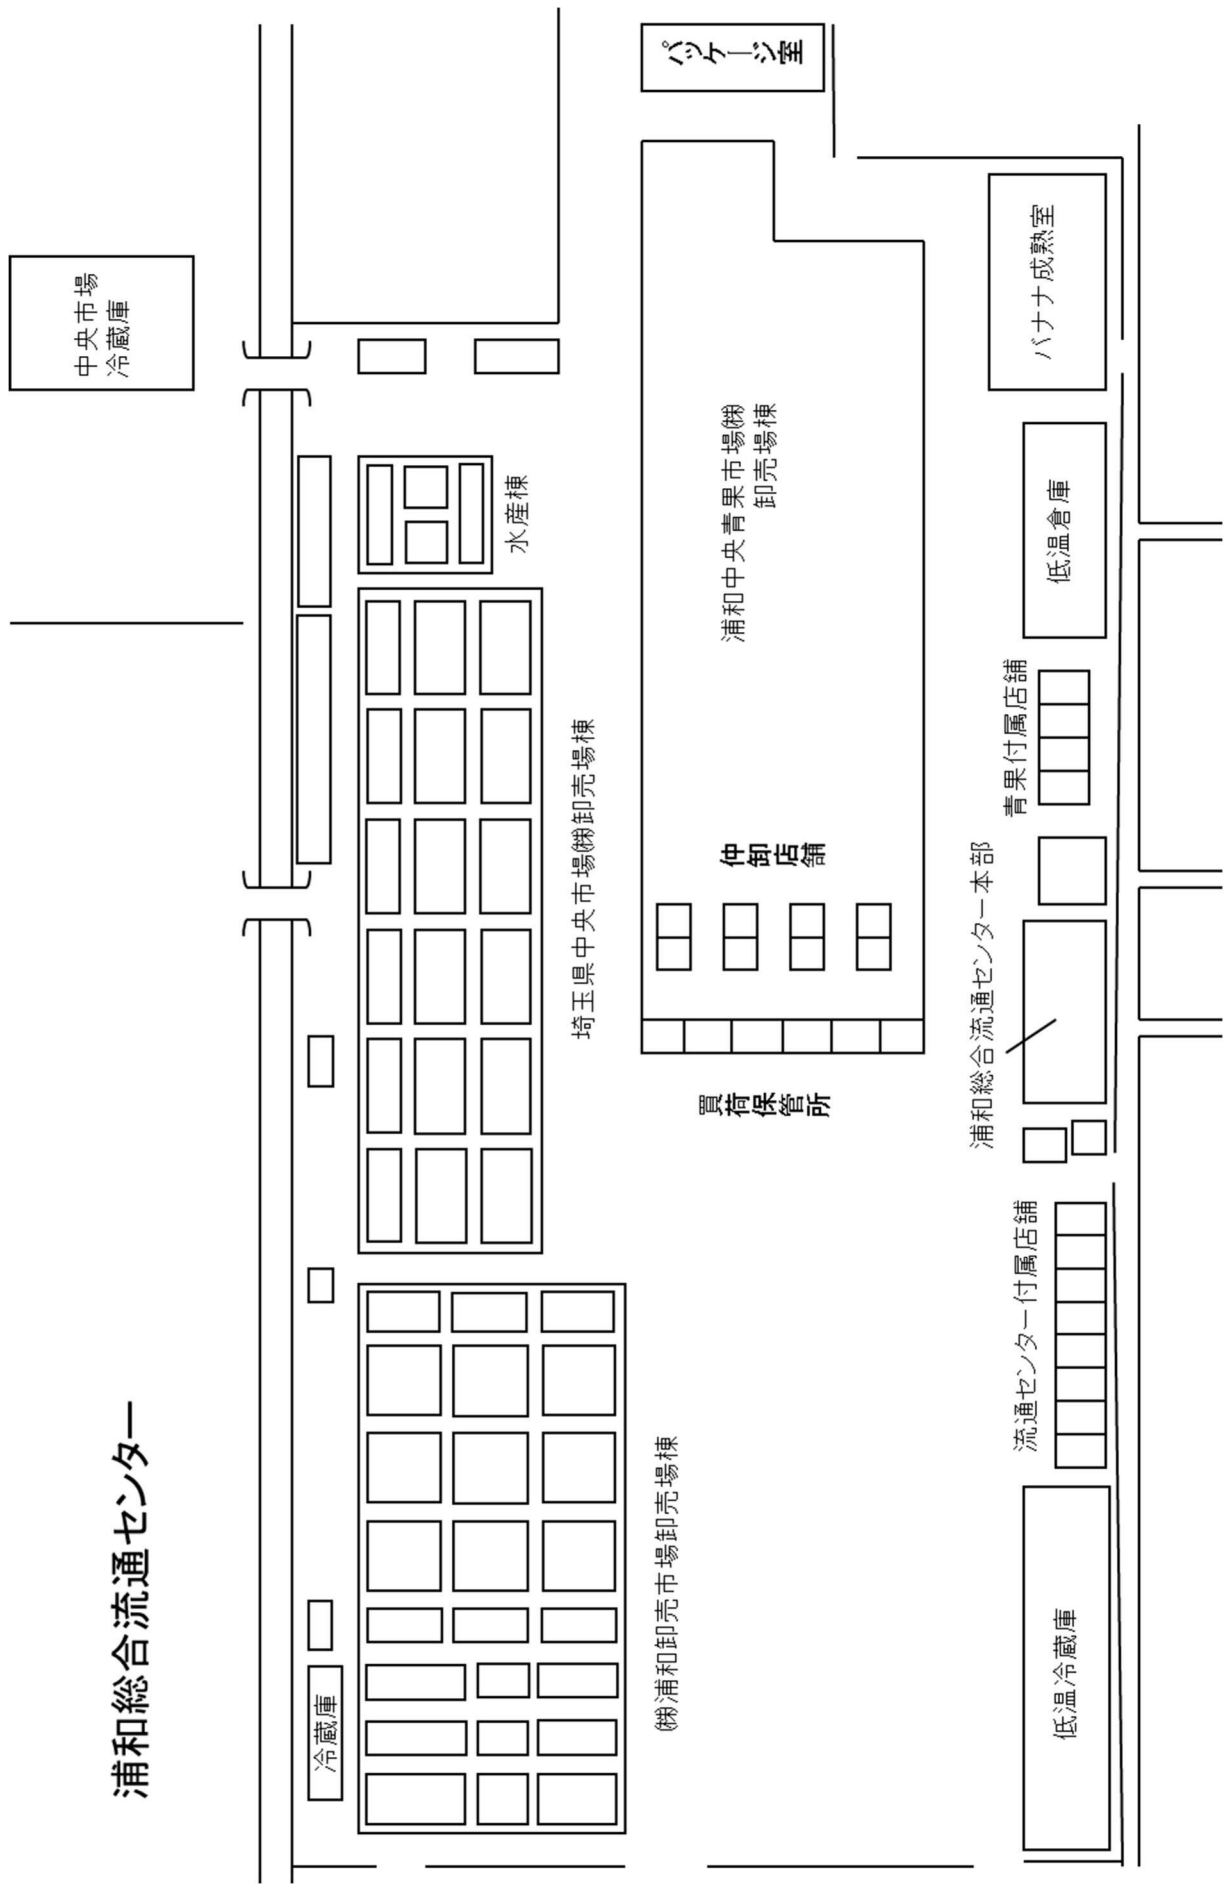 浦和総合流通センター
中央市場
冷蔵庫
冷蔵庫
水産棟
埼玉県中央市場㈱卸売場棟
㈱浦和卸売市場卸売場棟
パッケージ室
浦和中央青果市場㈱
卸売場棟
仲卸店舗
買荷保管所
バナナ成熟室
低温倉庫
青果付属店舗
浦和総合流通センター本部
流通センター付属店舗
低温冷蔵庫